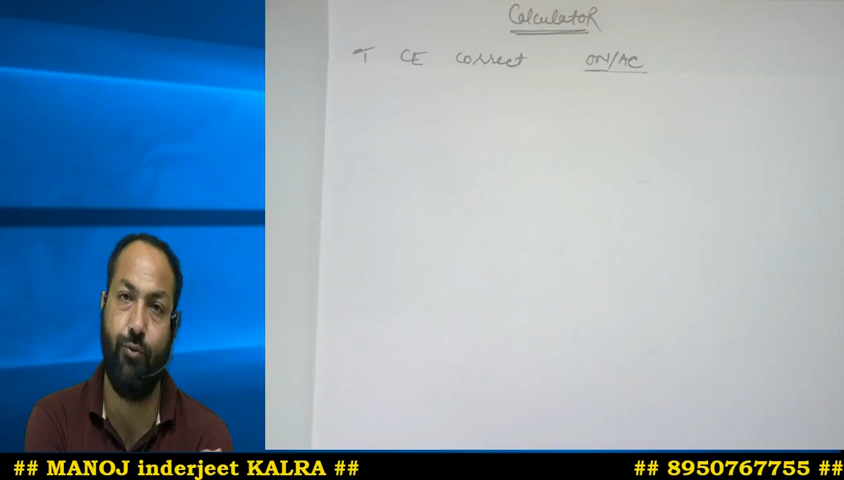 CalculatoR
CE Correct ON/AC
## MANOJ inderjeet KALRA ## ## 8950767755 ##